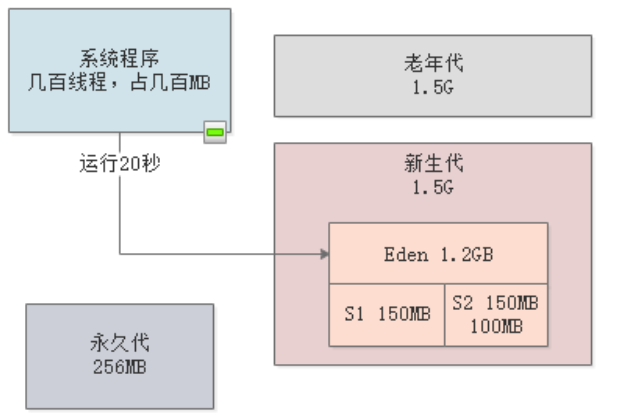 系统程序
几百线程，占几百MB
运行20秒
老年代
1.5G
新生代
1.5G
Eden 1.2GB
S1 150MB
S2 150MB
100MB
永久代
256MB